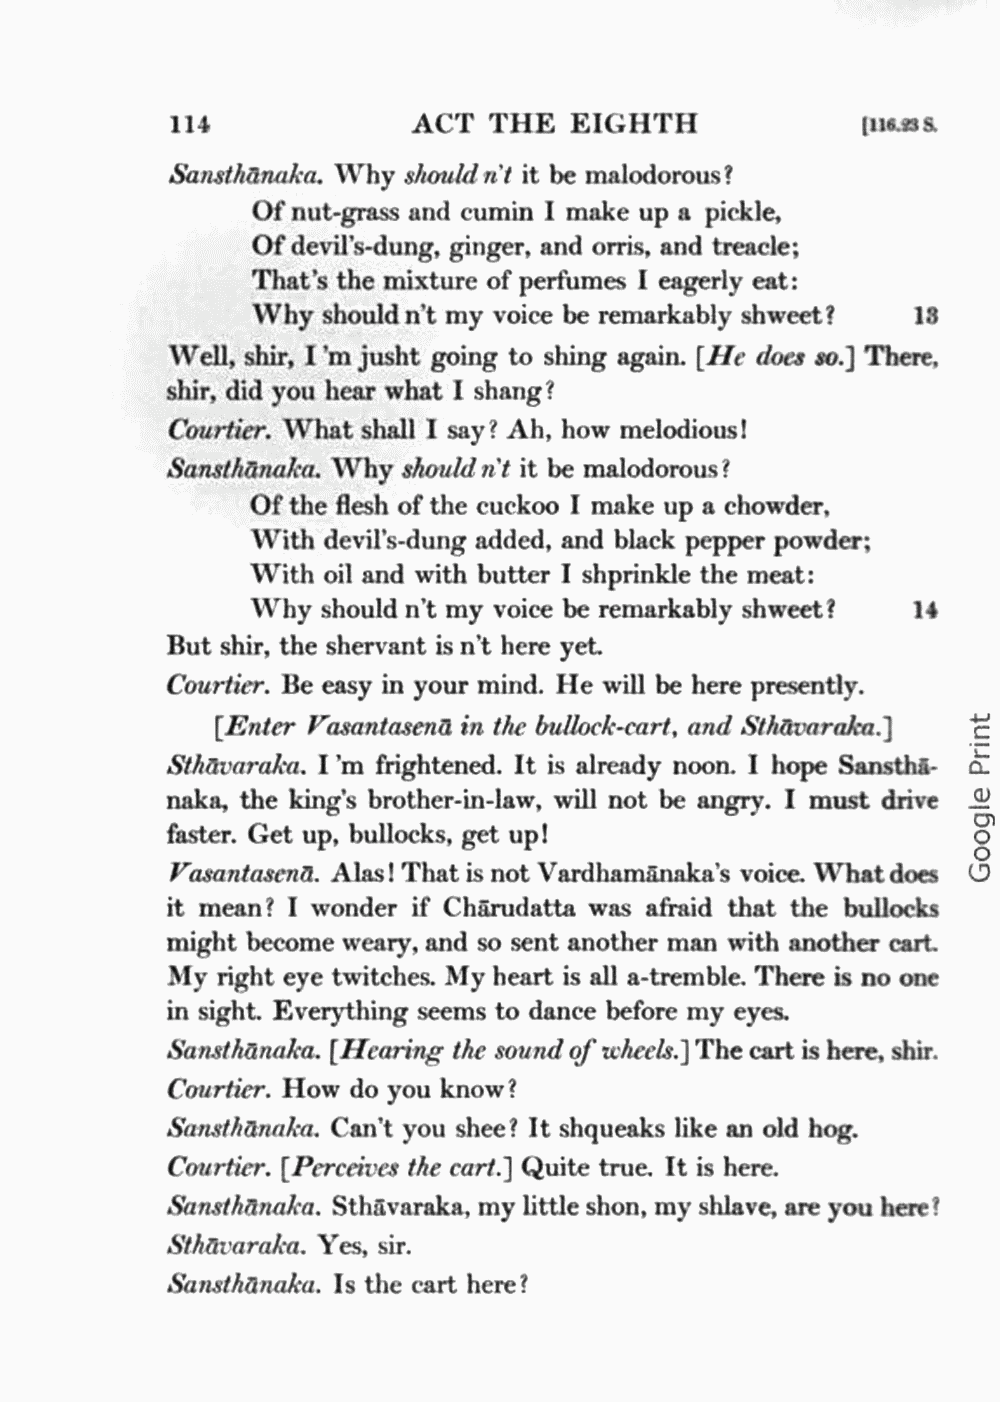 114 ACT THE EIGHTH [116.23 S.
Sansthānaka. Why should n't it be malodorous?
Of nut-grass and cumin I make up a pickle,
Of devil's-dung, ginger, and orris, and treacle;
That's the mixture of perfumes I eagerly eat:
Why should n't my voice be remarkably shweet? 13
Well, shir, I 'm jusht going to shing again. [He does so.] There,
shir, did you hear what I shang?
Courtier. What shall I say? Ah, how melodious!
Sansthānaka. Why should n't it be malodorous?
Of the flesh of the cuckoo I make up a chowder,
With devil's-dung added, and black pepper powder;
With oil and with butter I shprinkle the meat:
Why should n't my voice be remarkably shweet? 14
But shir, the shervant is n't here yet.
Courtier. Be easy in your mind. He will be here presently.
[Enter Vasantasenā in the bullock-cart, and Sthāvaraka.]
Sthāvaraka. I 'm frightened. It is already noon. I hope Sansthā-
naka, the king's brother-in-law, will not be angry. I must drive
faster. Get up, bullocks, get up!
Vasantasenā. Alas! That is not Vardhamānaka's voice. What does
it mean? I wonder if Chārudatta was afraid that the bullocks
might become weary, and so sent another man with another cart.
My right eye twitches. My heart is all a-tremble. There is no one
in sight. Everything seems to dance before my eyes.
Sansthānaka. [Hearing the sound of wheels.] The cart is here, shir.
Courtier. How do you know?
Sansthānaka. Can't you shee? It shqueaks like an old hog.
Courtier. [Perceives the cart.] Quite true. It is here.
Sansthānaka. Sthāvaraka, my little shon, my shlave, are you here?
Sthāvaraka. Yes, sir.
Sansthānaka. Is the cart here?
Google Print